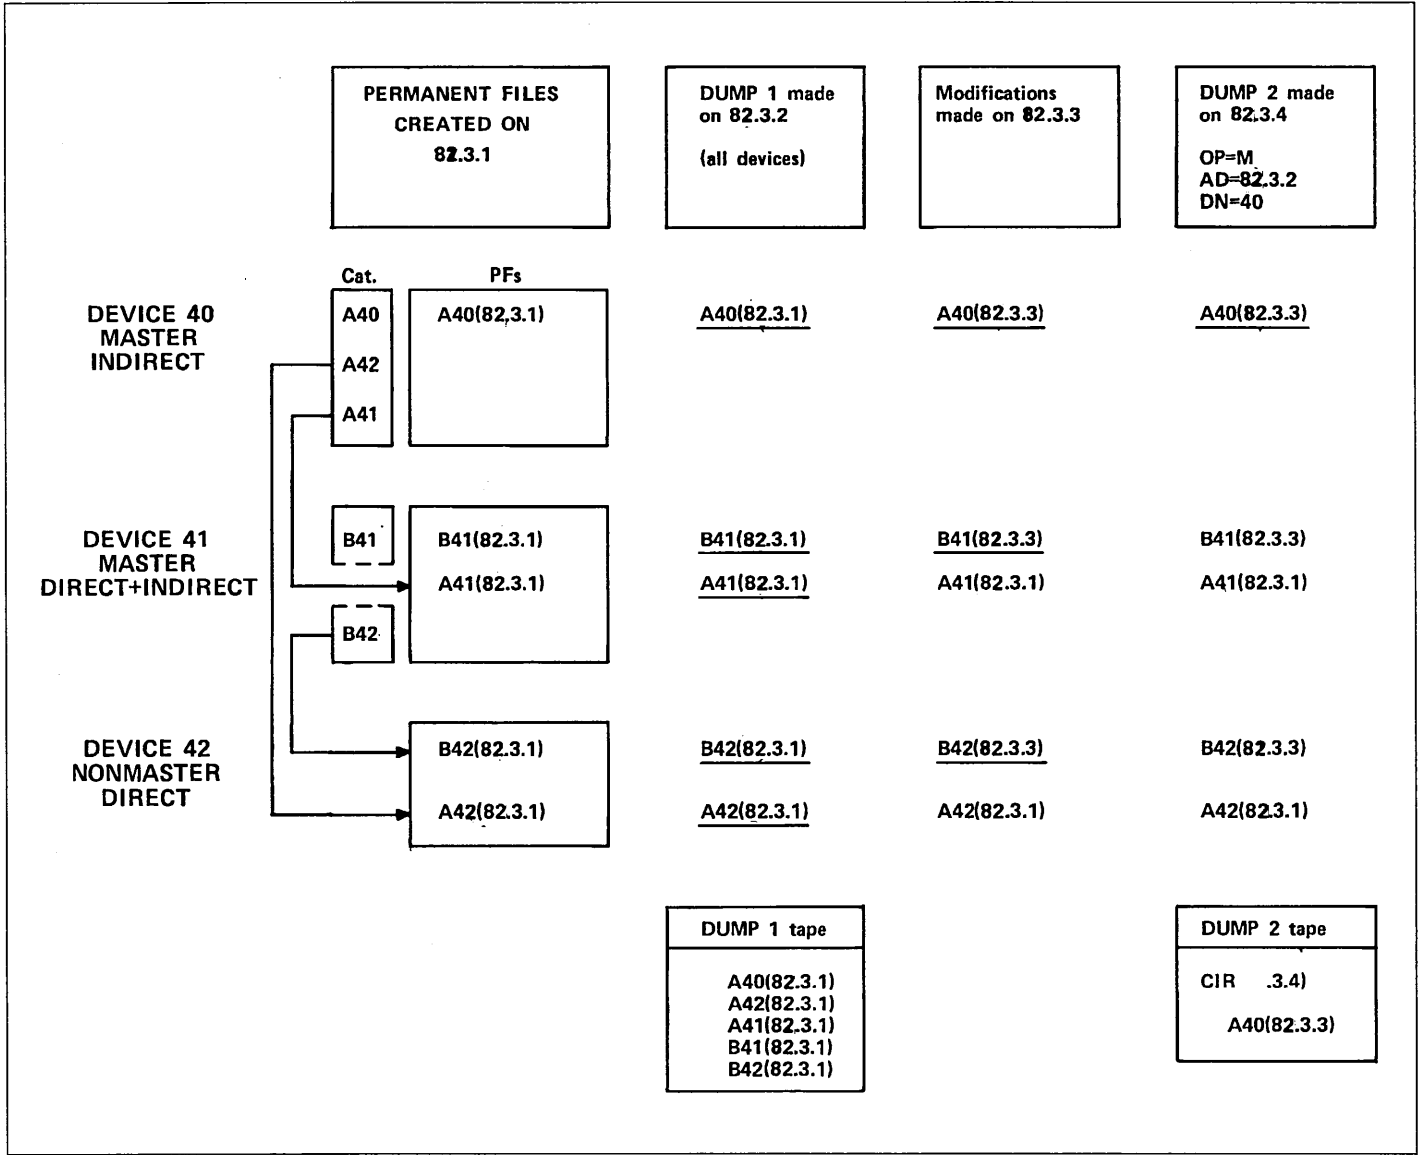 PERMANENT FILES
CREATED ON
82.3.1
DUMP 1 made
on 82.3.2
(all devices)
Modifications
made on 82.3.3
DUMP 2 made
on 82.3.4
OP=M
AD=82.3.2
DN=40
Cat.
PFs
DEVICE 40
MASTER
INDIRECT
A40
A42
A41
A40(82.3.1)
A40(82.3.1)
A40(82.3.3)
A40(82.3.3)
DEVICE 41
MASTER
DIRECT+INDIRECT
B41
B42
B41(82.3.1)
B41(82.3.1)
B41(82.3.3)
B41(82.3.3)
A41(82.3.1)
A41(82.3.1)
A41(82.3.1)
A41(82.3.1)
DEVICE 42
NONMASTER
DIRECT
B42(82.3.1)
B42(82.3.1)
B42(82.3.3)
B42(82.3.3)
A42(82.3.1)
A42(82.3.1)
A42(82.3.1)
A42(82.3.1)
DUMP 1 tape
A40(82.3.1)
A42(82.3.1)
A41(82.3.1)
B41(82.3.1)
B42(82.3.1)
DUMP 2 tape
CIR .3.4)
A40(82.3.3)